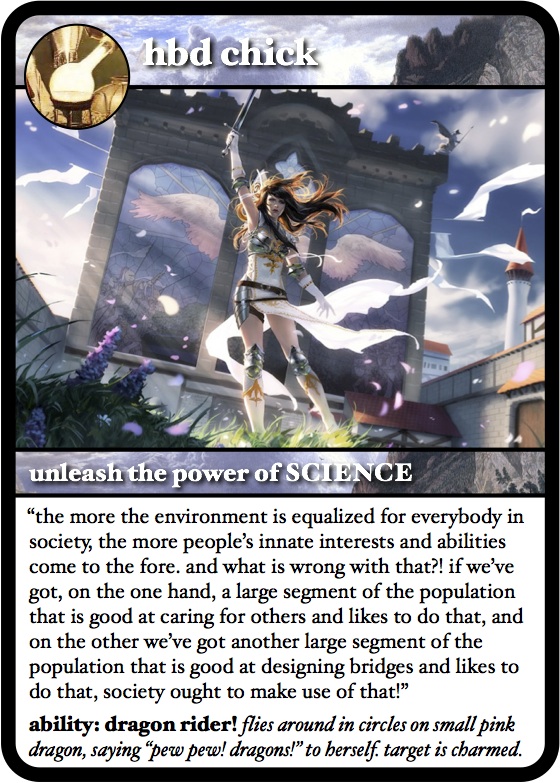 hbd chick
unleash the power of SCIENCE
“the more the environment is equalized for everybody in
society, the more people’s innate interests and abilities
come to the fore. and what is wrong with that?! if we’ve
got, on the one hand, a large segment of the population
that is good at caring for others and likes to do that, and
on the other we’ve got another large segment of the
population that is good at designing bridges and likes to
do that, society ought to make use of that!”
ability: dragon rider! flies around in circles on small pink
dragon, saying “pew pew! dragons!” to herself. target is charmed.